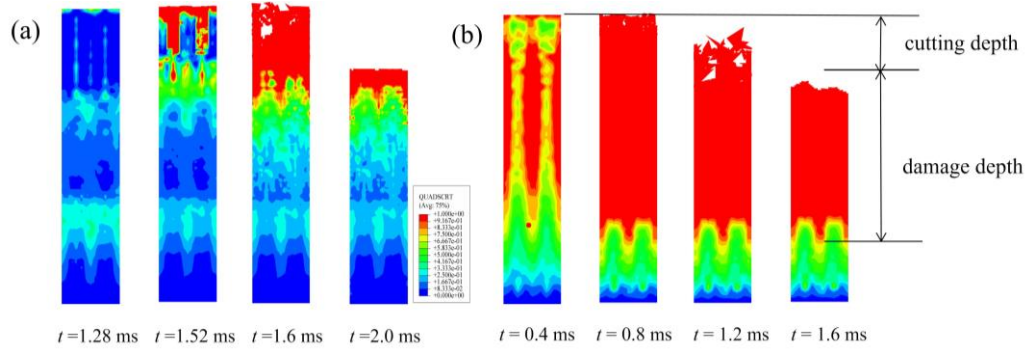 (a)
(b)
cutting depth
damage depth
QUADSCRT
(Avg: 75%)
+1.000e+00
+9.167e-01
+8.333e-01
+7.500e-01
+6.667e-01
+5.833e-01
+5.000e-01
+4.167e-01
+3.333e-01
+2.500e-01
+1.667e-01
+8.333e-02
+0.000e+00
t =1.28 ms
t =1.52 ms
t = 1.6 ms
t = 2.0 ms
t = 0.4 ms
t = 0.8 ms
t = 1.2 ms
t = 1.6 ms